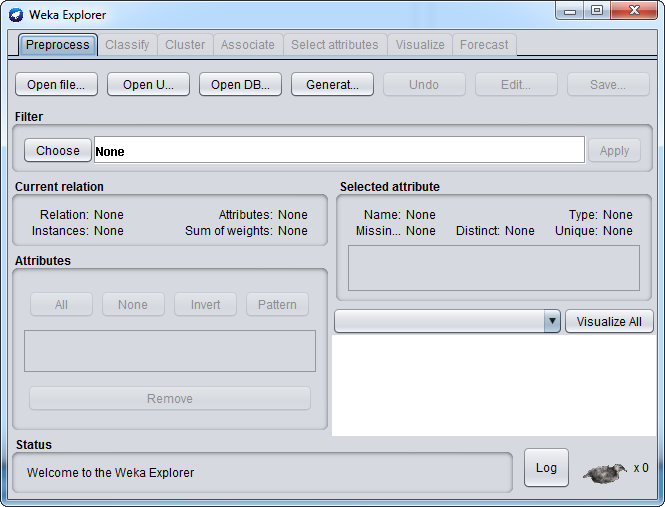 Weka Explorer
Preprocess Classify Cluster Associate Select attributes Visualize Forecast
Open file... Open U... Open DB... Generat... Undo Edit... Save...
Filter
Choose None Apply
Current relation
Relation: None Attributes: None
Instances: None Sum of weights: None
Selected attribute
Name: None Type: None
Missin... None Distinct: None Unique: None
Attributes
All None Invert Pattern
Remove
Visualize All
Status
Welcome to the Weka Explorer
Log x 0